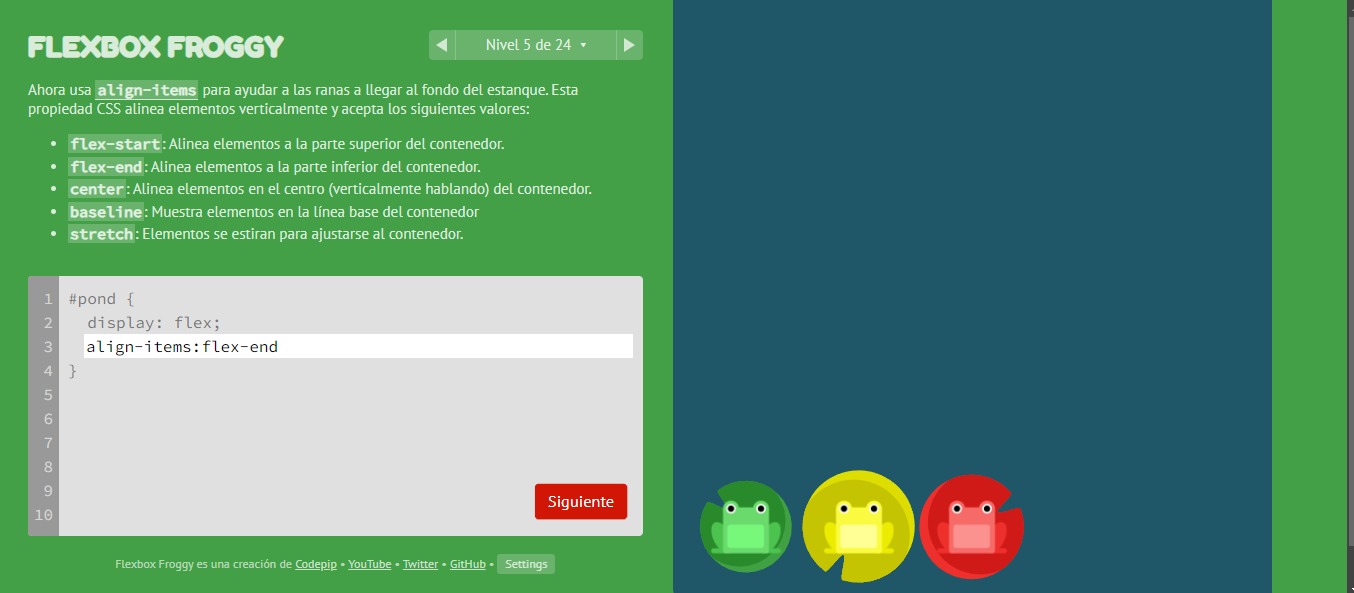 FLEXBOX FROGGY
Nivel 5 de 24
Ahora usa align-items para ayudar a las ranas a llegar al fondo del estanque. Esta
propiedad CSS alinea elementos verticalmente y acepta los siguientes valores:
• flex-start: Alinea elementos a la parte superior del contenedor.
• flex-end: Alinea elementos a la parte inferior del contenedor.
• center: Alinea elementos en el centro (verticalmente hablando) del contenedor.
• baseline: Muestra elementos en la línea base del contenedor
• stretch: Elementos se estiran para ajustarse al contenedor.
1 #pond {
2 display: flex;
3 align-items:flex-end
4 }
5
6
7
8
9
10
Siguiente
Flexbox Froggy es una creación de Codepip • YouTube • Twitter • GitHub • Settings